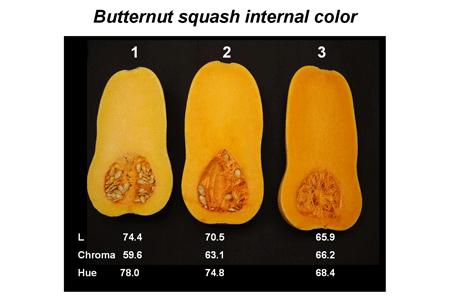 Butternut squash internal color
1 2 3
L 74.4 70.5 65.9
Chroma 59.6 63.1 66.2
Hue 78.0 74.8 68.4